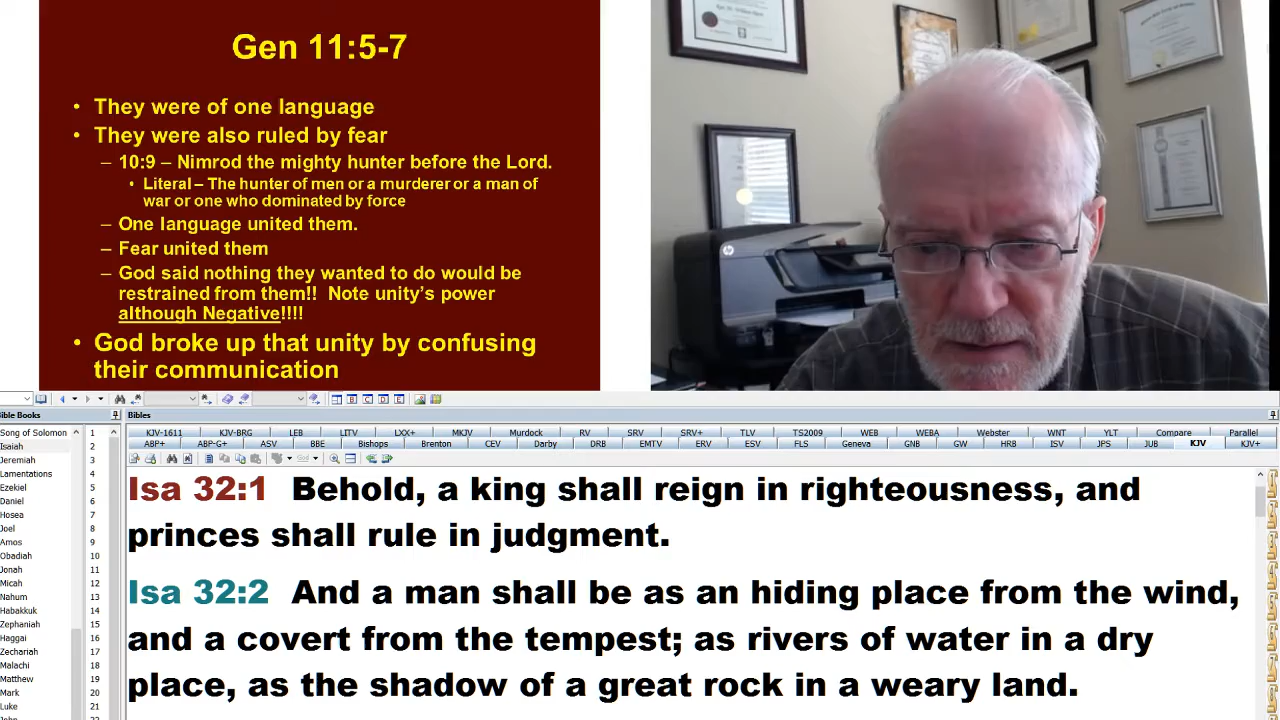 Gen 11:5-7
• They were of one language
• They were also ruled by fear
– 10:9 – Nimrod the mighty hunter before the Lord.
• Literal – The hunter of men or a murderer or a man of
war or one who dominated by force
– One language united them.
– Fear united them
– God said nothing they wanted to do would be
restrained from them!! Note unity's power
although Negative!!!!
• God broke up that unity by confusing
their communication
hp
ible Books
Bibles
Song of Solomon
Isaiah
Jeremiah
Lamentations
Ezekiel
Daniel
Hosea
Joel
Amos
Obadiah
Jonah
Micah
Nahum
Habakkuk
Zephaniah
Haggai
Zechariah
Malachi
Matthew
Mark
Luke
John
1
2
3
4
5
6
7
8
9
10
11
12
13
14
15
16
17
18
19
20
21
22
KJV-1611 KJV-BRG LEB LITV LXX+ MKJV Murdock RV SRV SRV+ TLV TS2009 WEB WEBA Webster WNT YLT Compare Parallel
ABP+ ABP-G+ ASV BBE Bishops Brenton CEV Darby DRB EMTV ERV ESV FLS Geneva GNB GW HRB ISV JPS JUB KJV KJV+
Isa 32:1 Behold, a king shall reign in righteousness, and
princes shall rule in judgment.
Isa 32:2 And a man shall be as an hiding place from the wind,
and a covert from the tempest; as rivers of water in a dry
place, as the shadow of a great rock in a weary land.